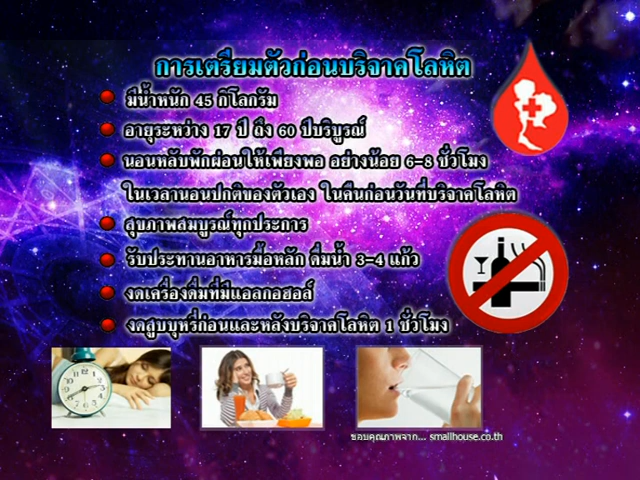 การเตรียมตัวก่อนบริจาคโลหิต
มีน้ำหนัก 45 กิโลกรัม
อายุระหว่าง 17 ปี ถึง 60 ปีบริบูรณ์
นอนหลับพักผ่อนให้เพียงพอ อย่างน้อย 6-8 ชั่วโมง
ในเวลานอนปกติของตัวเอง ในคืนก่อนวันที่บริจาคโลหิต
สุขภาพสมบูรณ์ทุกประการ
รับประทานอาหารมื้อหลัก ดื่มน้ำ 3-4 แก้ว
งดเครื่องดื่มที่มีแอลกอฮอล์
งดสูบบุหรี่ก่อนและหลังบริจาคโลหิต 1 ชั่วโมง
ขอบคุณภาพจาก... smallhouse.co.th